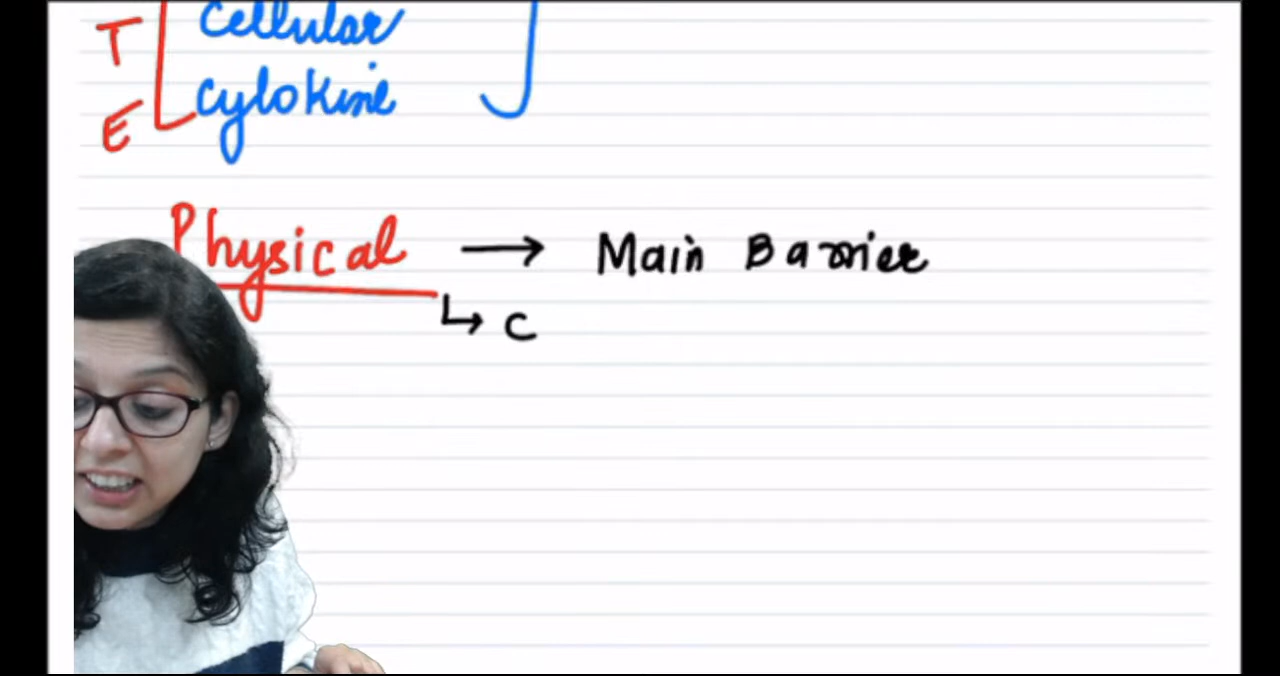 T cellular
E cytokine
Physical → Main Barrier
↳ C